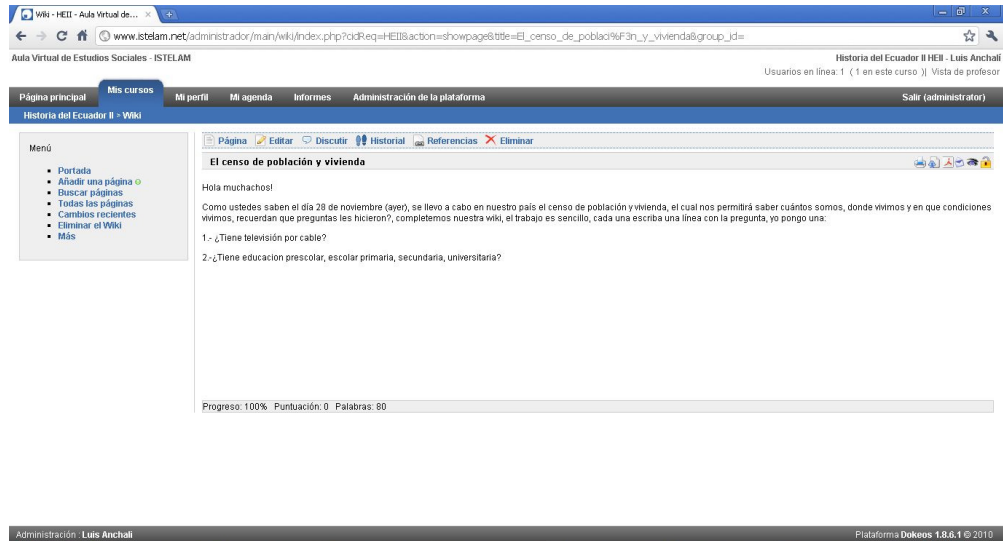 Wiki - HEII - Aula Virtual de...
www.istelam.net/administrador/main/wiki/index.php?cidReq=HEII&action=showpage&title=El_censo_de_poblaci%F3n_y_vivienda&group_id=
Aula Virtual de Estudios Sociales - ISTELAM
Historia del Ecuador II HEII - Luis Anchalí
Usuarios en línea: 1 ( 1 en este curso )| Vista de profesor
Página principal Mis cursos Mi perfil Mi agenda Informes Administración de la plataforma Salir (administrator)
Historia del Ecuador II > Wiki
Menú
Portada
Añadir una página
Buscar páginas
Todas las páginas
Cambios recientes
Eliminar el Wiki
Más
Página Editar Discutir Historial Referencias Eliminar
El censo de población y vivienda
Hola muchachos!
Como ustedes saben el día 28 de noviembre (ayer), se llevo a cabo en nuestro país el censo de población y vivienda, el cual nos permitirá saber cuántos somos, donde vivimos y en que condiciones
vivimos, recuerdan que preguntas les hicieron?, completemos nuestra wiki, el trabajo es sencillo, cada una escriba una línea con la pregunta, yo pongo una:
1.- ¿Tiene televisión por cable?
2.-¿Tiene educacion prescolar, escolar primaria, secundaria, universitaria?
Progreso: 100% Puntuación: 0 Palabras: 80
Administración : Luis Anchali
Plataforma Dokeos 1.8.6.1 © 2010